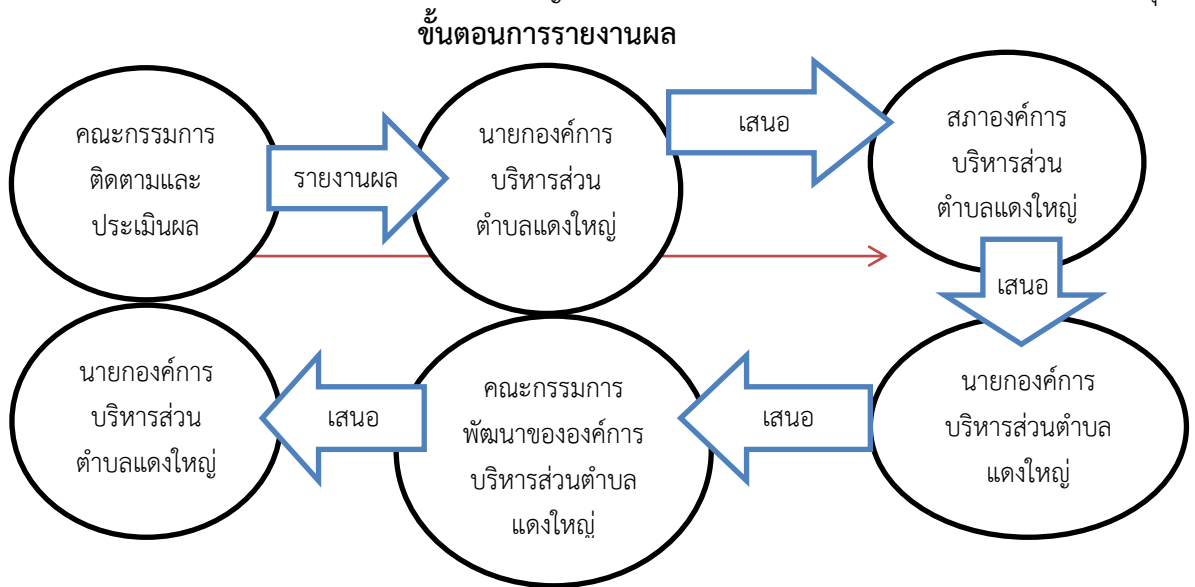 ขั้นตอนการรายงานผล
คณะกรรมการ
ติดตามและ
ประเมินผล
รายงานผล
นายกองค์การ
บริหารส่วน
ตำบลแดงใหญ่
เสนอ
สภาองค์การ
บริหารส่วน
ตำบลแดงใหญ่
เสนอ
นายกองค์การ
บริหารส่วนตำบล
แดงใหญ่
เสนอ
คณะกรรมการ
พัฒนาขององค์การ
บริหารส่วนตำบล
แดงใหญ่
เสนอ
นายกองค์การ
บริหารส่วน
ตำบลแดงใหญ่